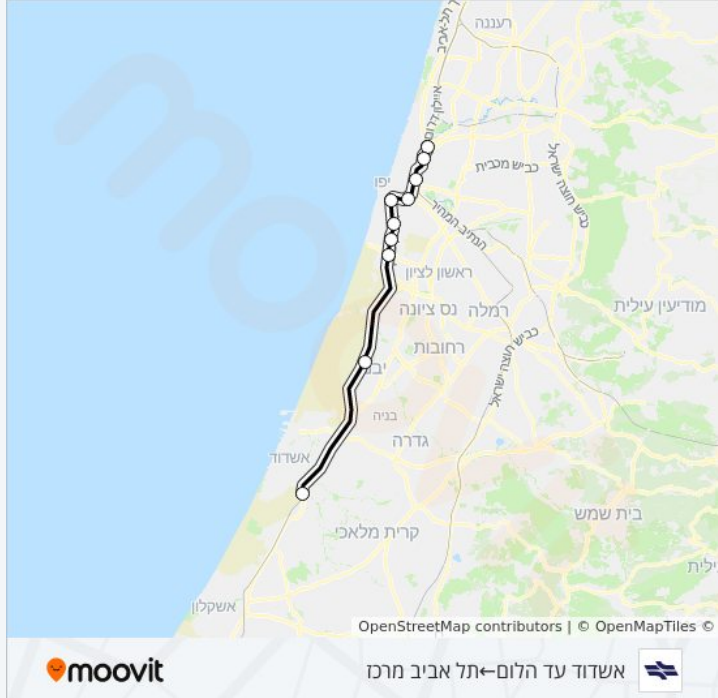 רעננה
איילון דרום
יפו
כביש מכבית
כביש חוצה ישראל
הנתיב המהיר
ראשון לציון
נס ציונה
רמלה
מודיעין עילית
רחובות
כביש חוצה ישראל
בניה
גדרה
אשדוד
בית שמש
קרית מלאכי
אשקלון
OpenStreetMap contributors | © OpenMapTiles ©
moovit
אשדוד עד הלום←תל אביב מרכז